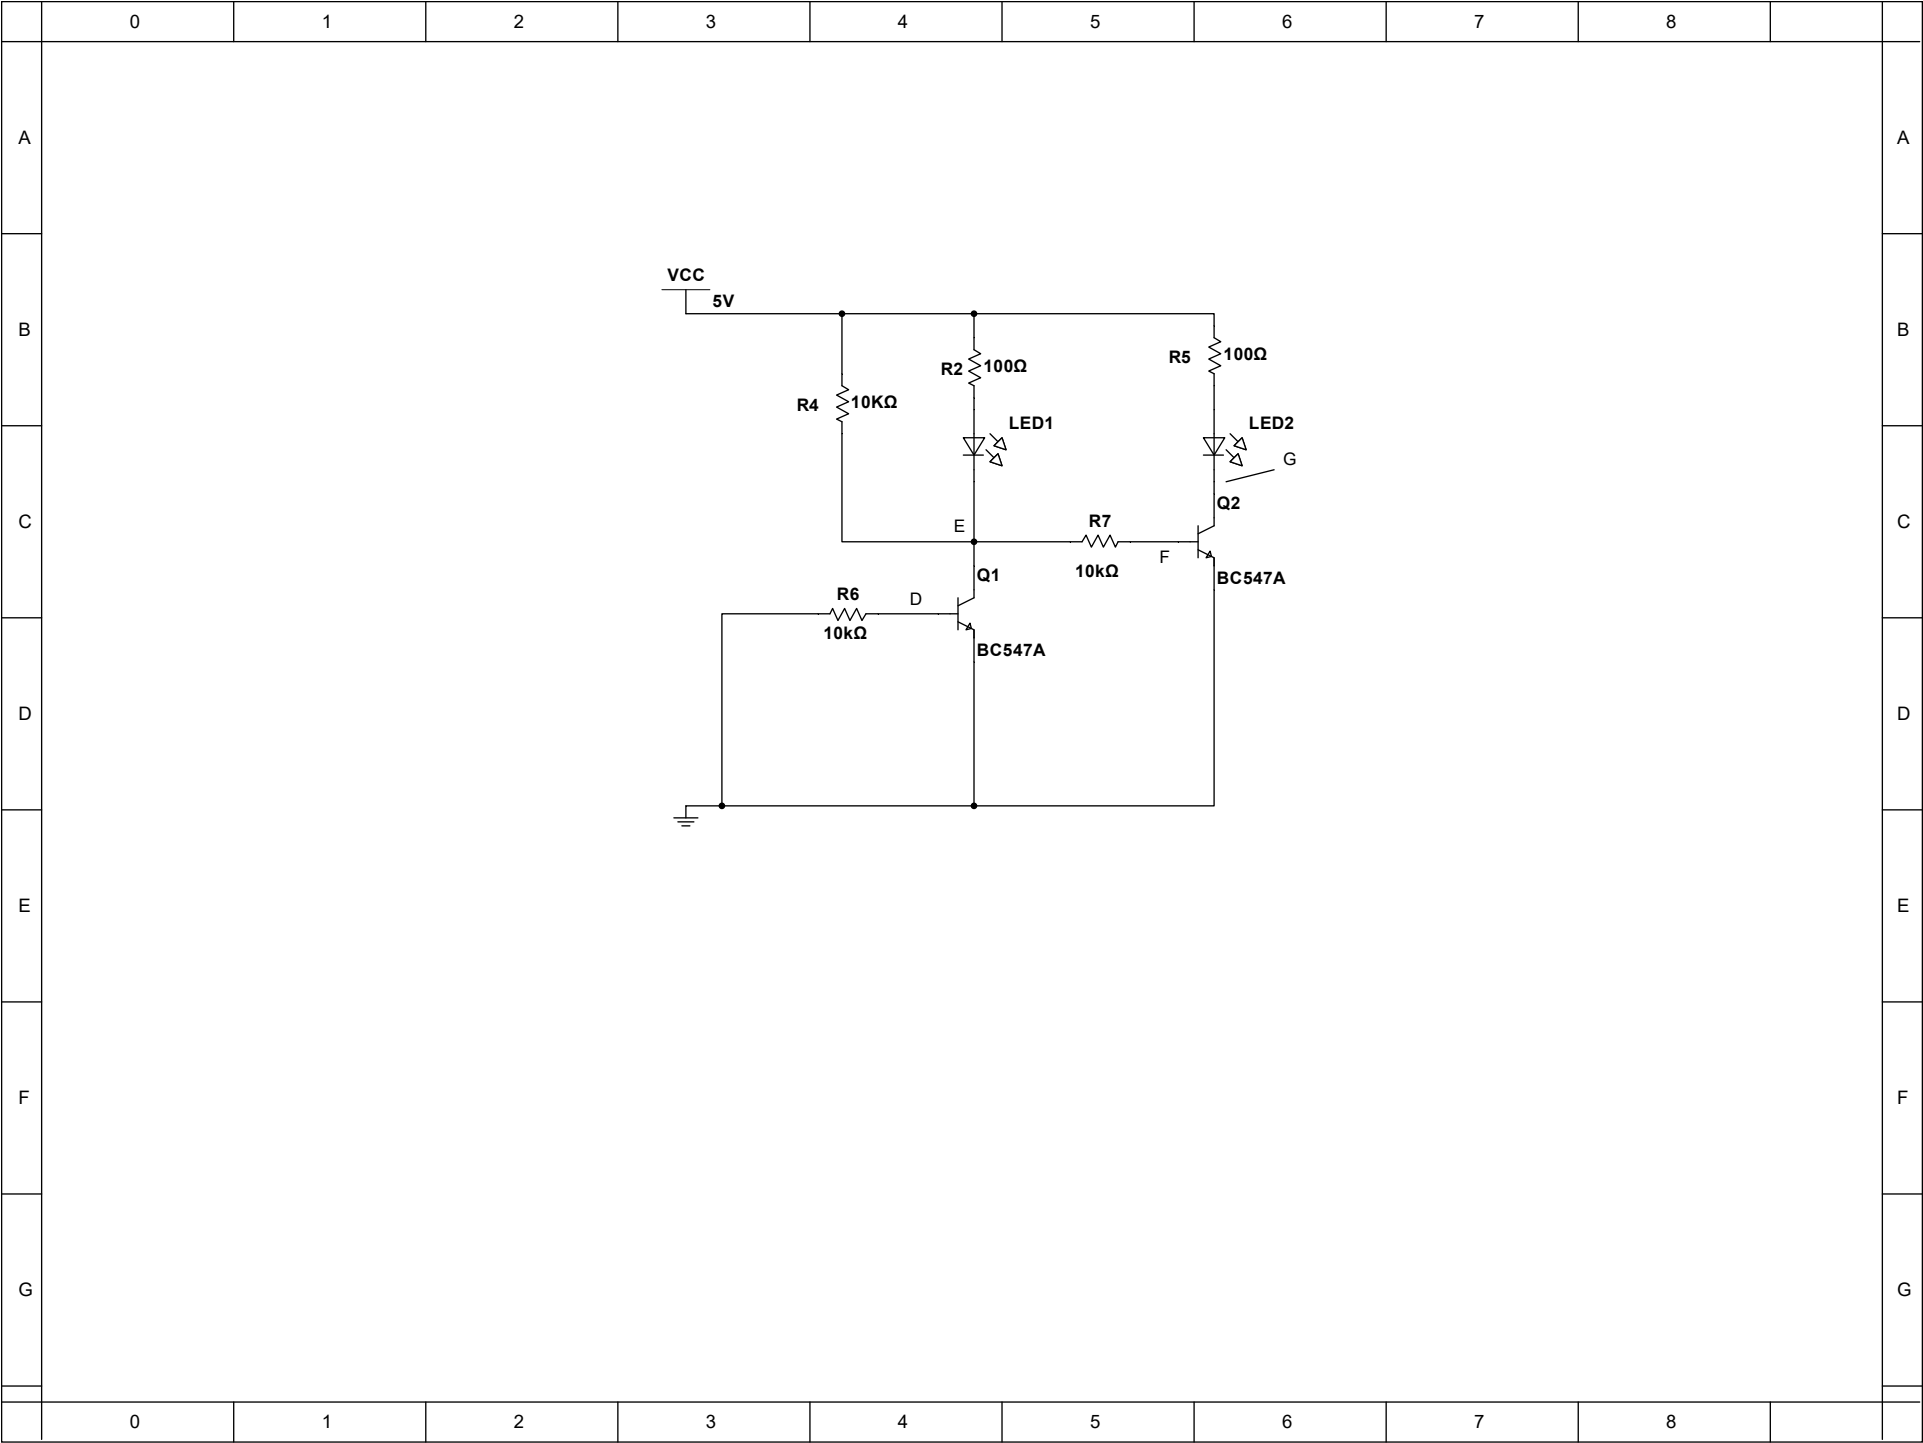 0 1 2 3 4 5 6 7 8
A A
VCC
5V
B B
R2 100Ω
R5 100Ω
R4 10KΩ
LED1
LED2
G
Q2
C C
E
R7
F
10kΩ
Q1
BC547A
R6
D
10kΩ
BC547A
D D
E E
F F
G G
0 1 2 3 4 5 6 7 8